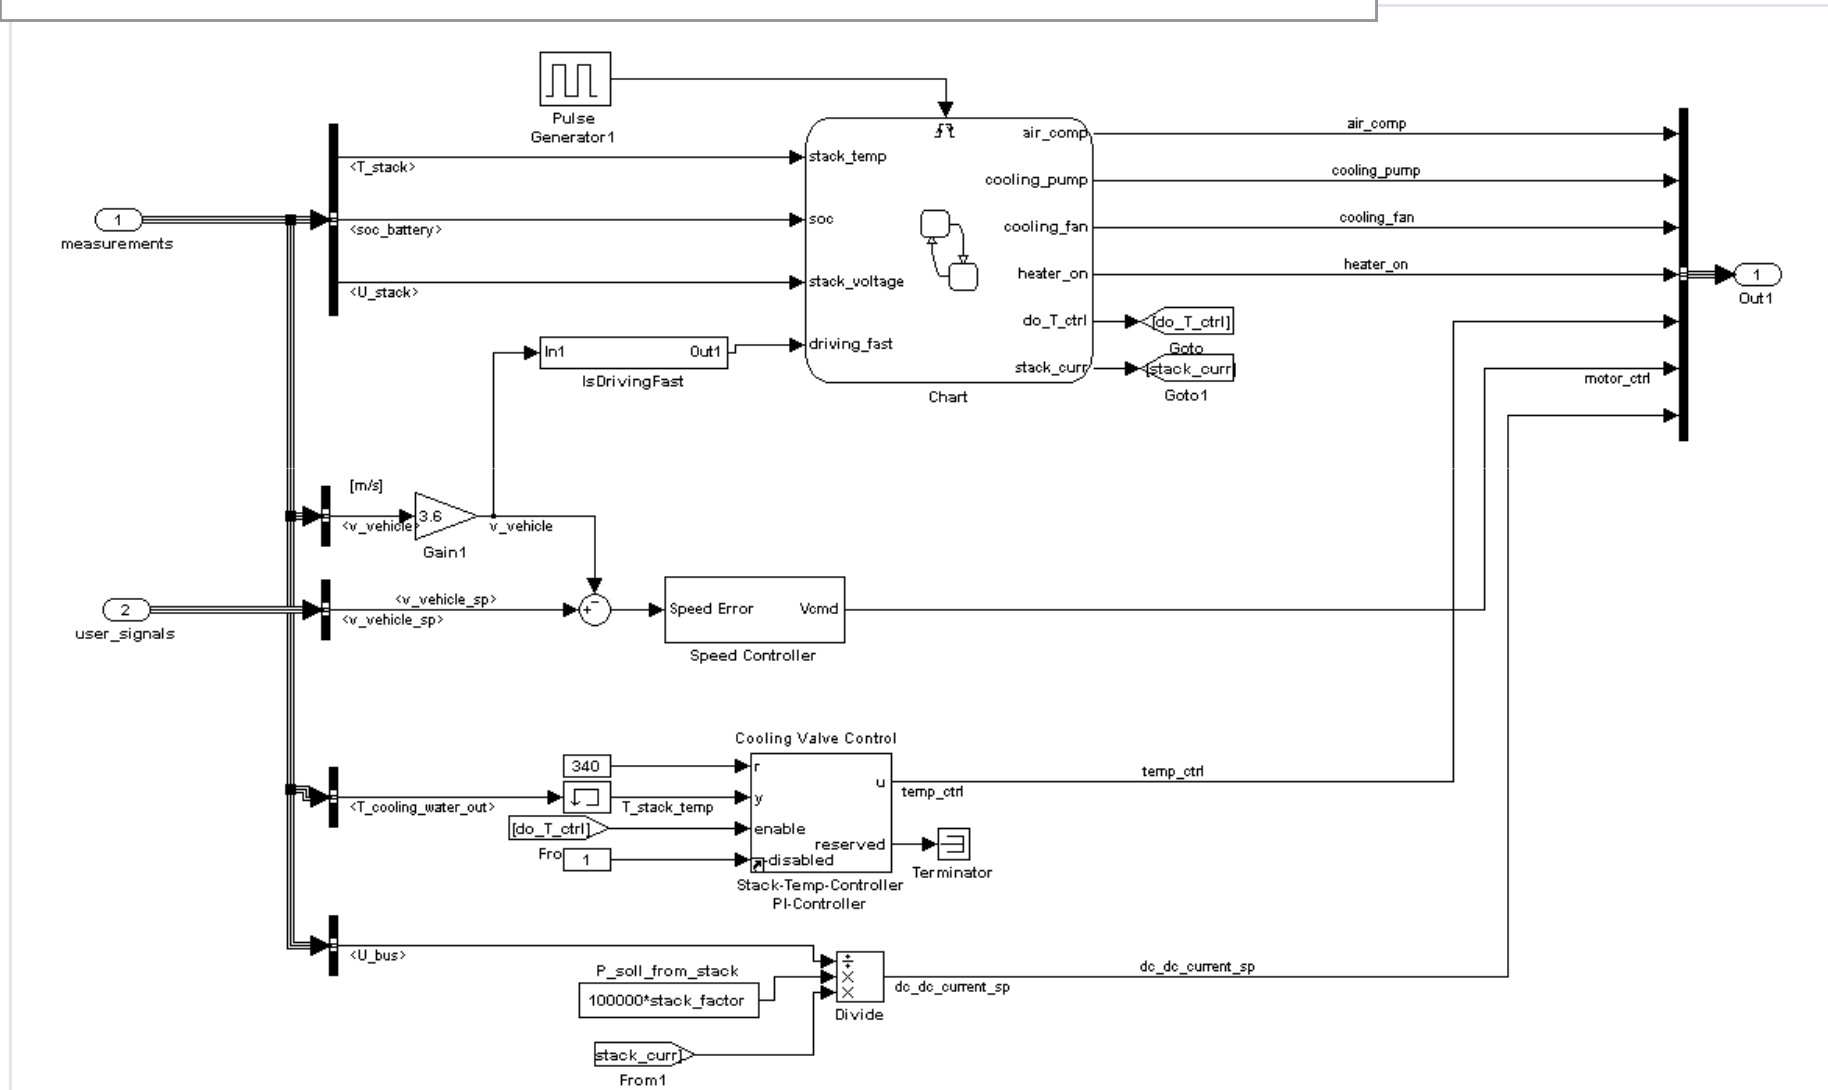 Pulse
Generator1
air_comp
air_comp
<T_stack>
stack_temp
cooling_pump
cooling_pump
1
measurements
<soc_battery>
soc
cooling_fan
cooling_fan
<U_stack>
stack_voltage
heater_on
heater_on
1
Out1
In1
Out1
IsDrivingFast
driving_fast
do_T_ctrl
[do_T_ctrl]
Goto
stack_curr
[stack_curr
Goto1
Chart
motor_ctrl
[m/s]
<v_vehicle>
3.6
Gain1
v_vehicle
2
user_signals
<v_vehicle_sp>
<v_vehicle_sp>
+
−
Speed Error
Vcmd
Speed Controller
Cooling Valve Control
340
r
u
temp_ctrl
temp_ctrl
<T_cooling_water_out>
T_stack_temp
y
[do_T_ctrl]
enable
reserved
Terminator
Fro
1
-disabled
Stack-Temp-Controller
PI-Controller
<U_bus>
P_soll_from_stack
100000*stack_factor
÷
×
×
Divide
dc_dc_current_sp
dc_dc_current_sp
stack_curr]
From1